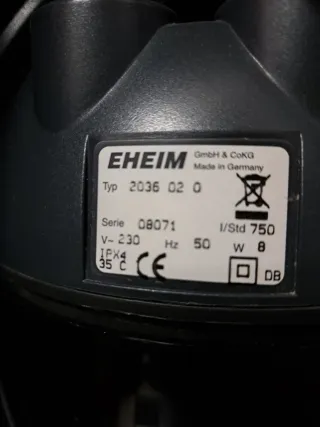 EHEIM GmbH & CoKG
Made in Germany
Typ 2036 02 0
Serie 08071 l/Std 750
V~ 230 Hz 50 W 8
IPX4
35 C CE DB